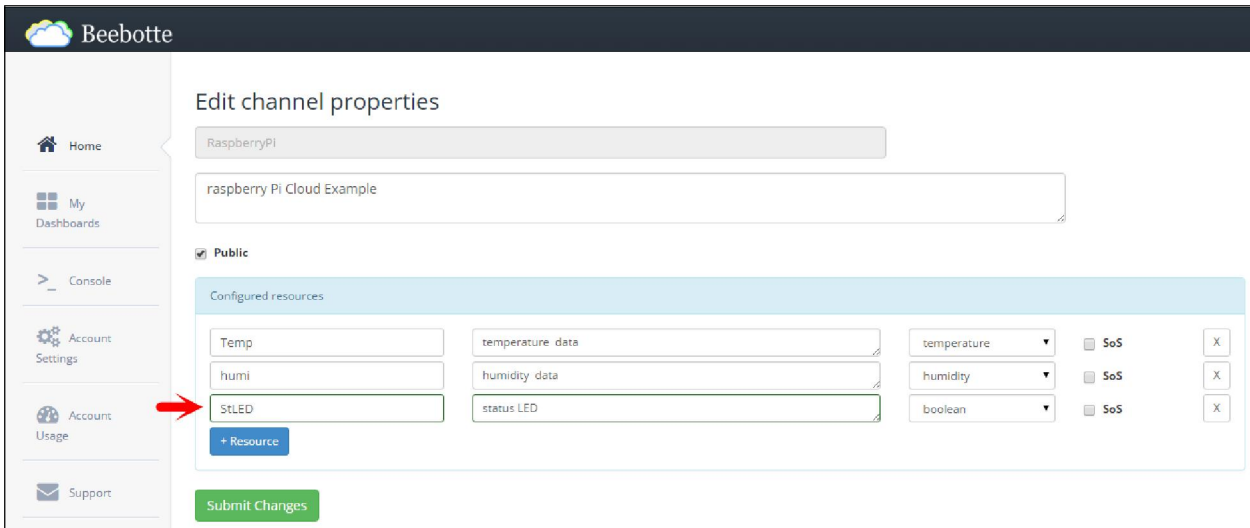 Beebotte
Edit channel properties
Home
RaspberryPi
My
Dashboards
raspberry Pi Cloud Example
Public
>_ Console
Configured resources
Account
Settings
Temp temperature data temperature SoS X
humi humidity data humidity SoS X
Account
Usage
StLED status LED boolean SoS X
+ Resource
Support
Submit Changes